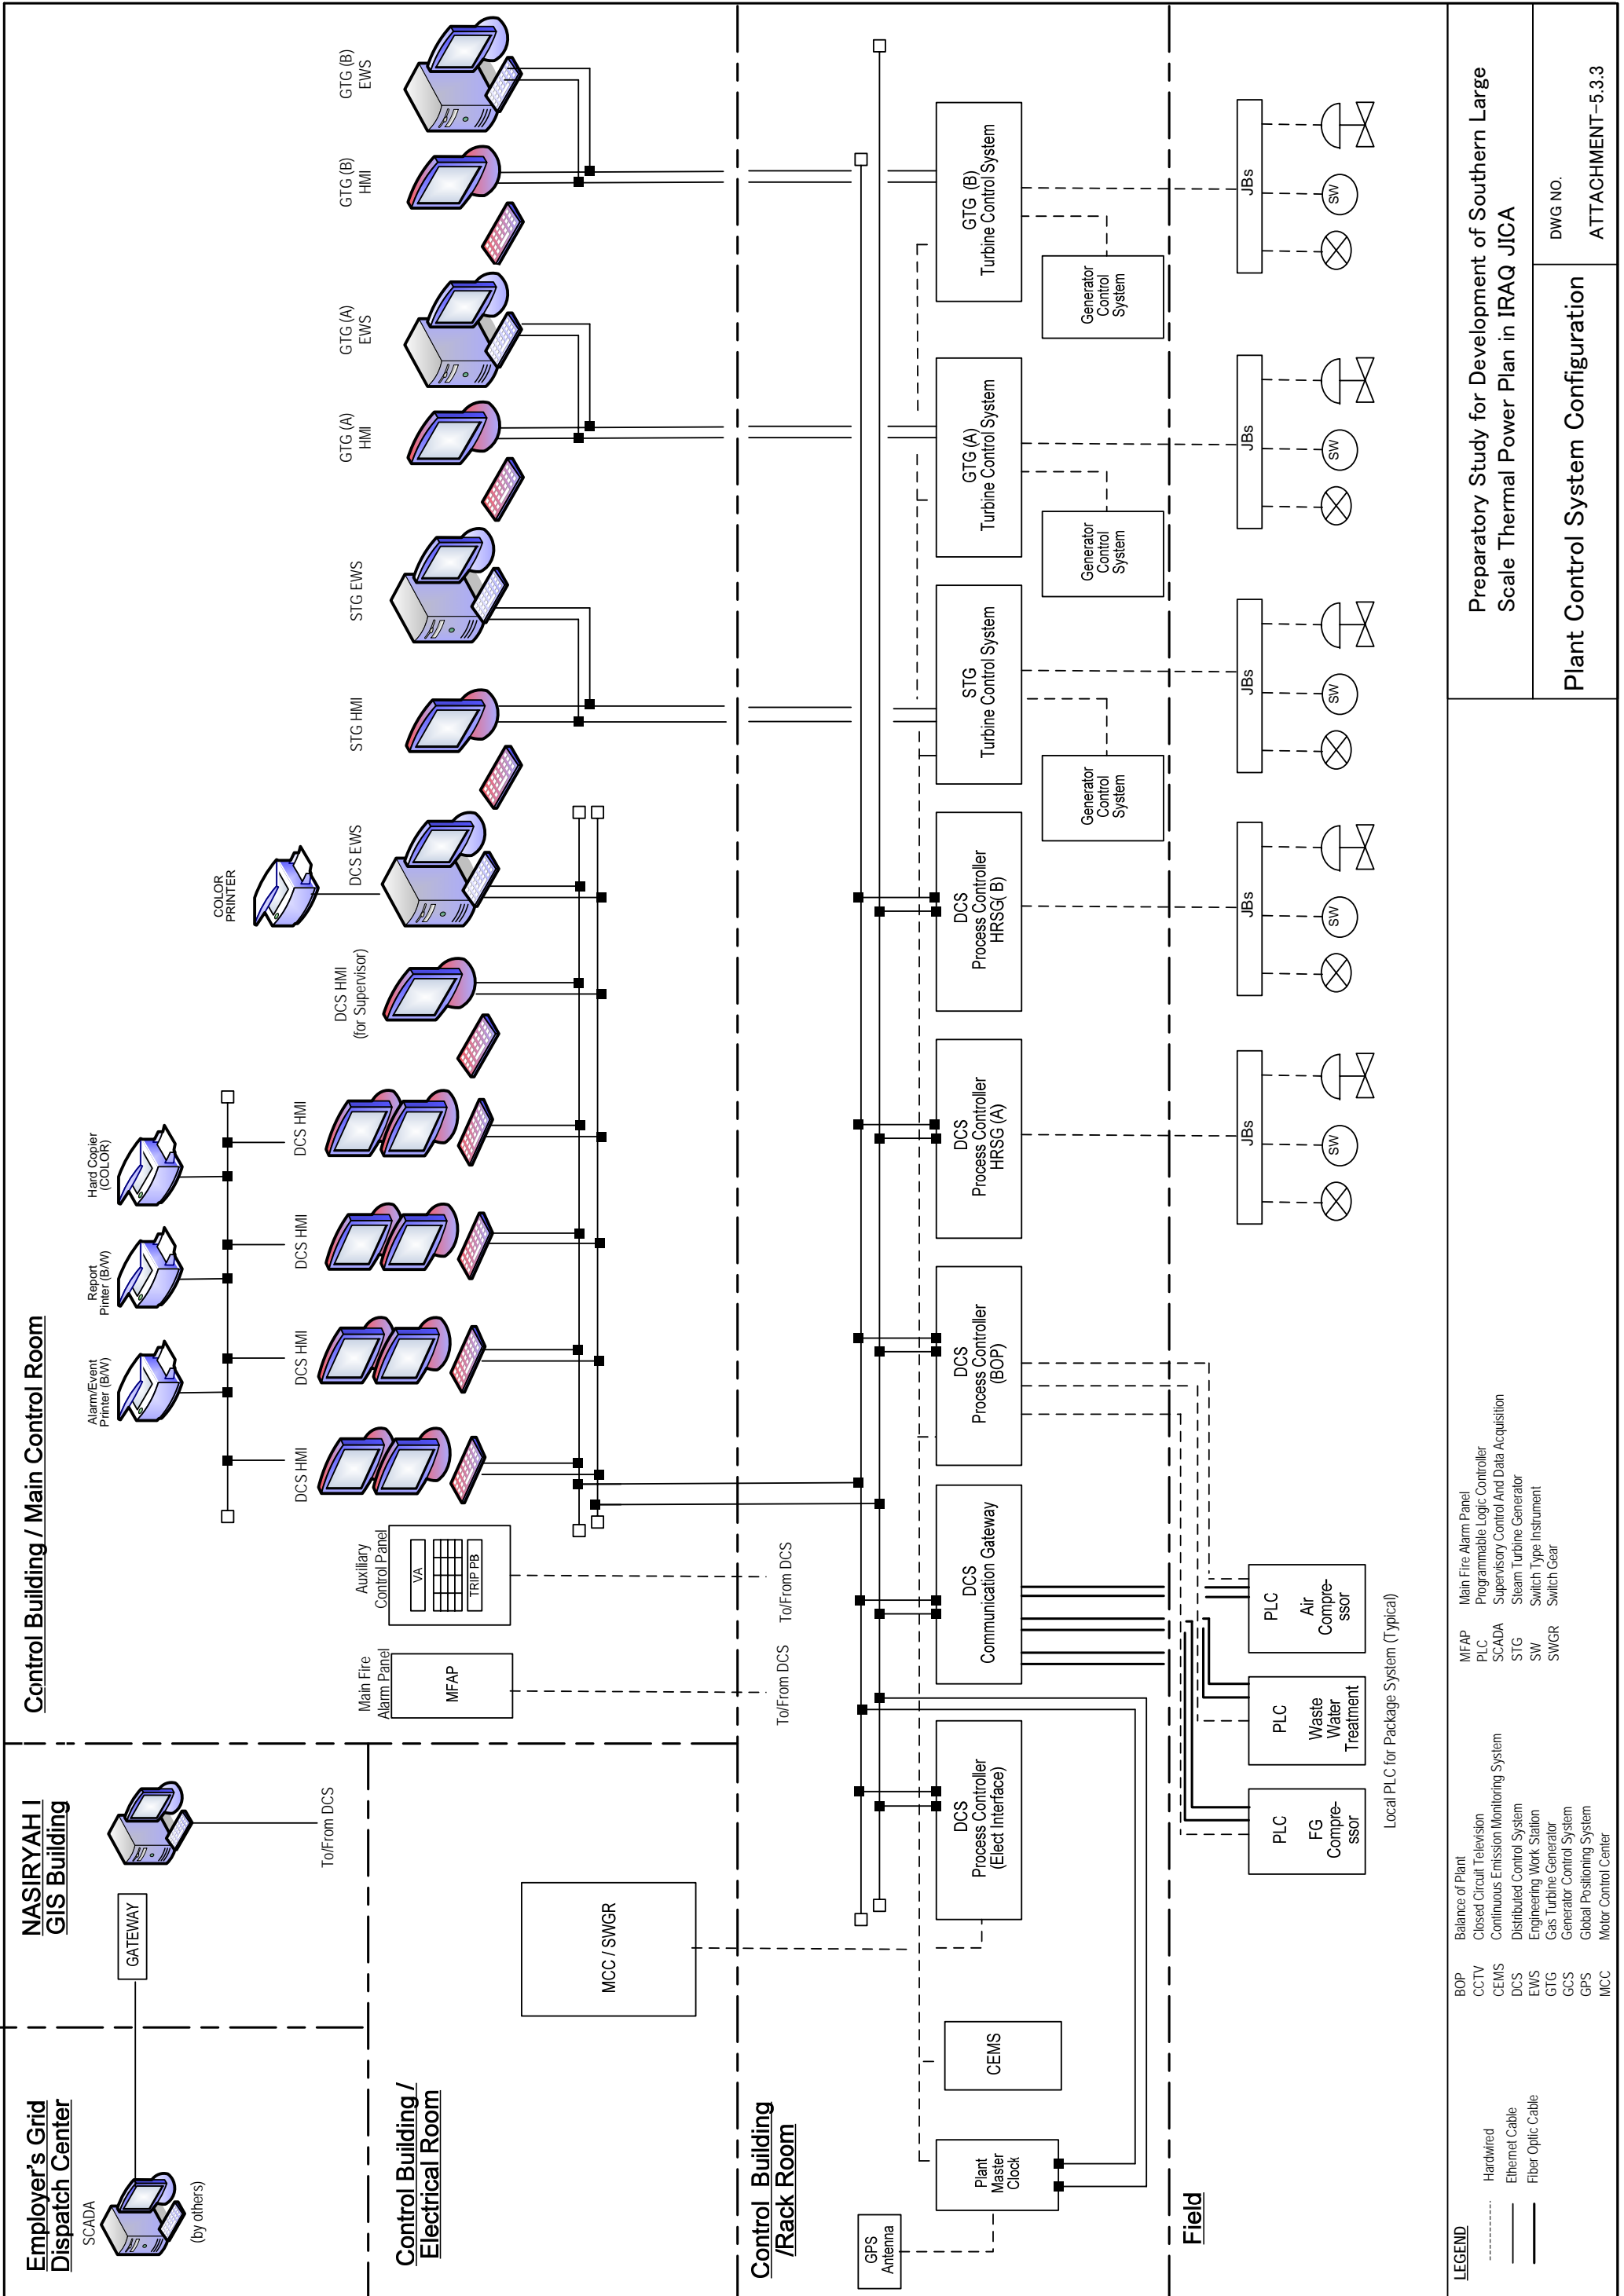 Employer's Grid
Dispatch Center
SCADA
(by others)
NASIRYAH I
GIS Building
GATEWAY
To/From DCS
Control Building / Main Control Room
Alarm/Event
Printer (B/W)
Report
Pinter (B/W)
Hard Copier
(COLOR)
COLOR
PRINTER
DCS HMI
DCS HMI
DCS HMI
DCS HMI
DCS HMI
(for Supervisor)
DCS EWS
STG HMI
STG EWS
GTG (A)
HMI
GTG (A)
EWS
GTG (B)
HMI
GTG (B)
EWS
Main Fire
Alarm Panel
MFAP
To/From DCS
Auxiliary
Control Panel
VA
TRIP PB
To/From DCS
Control Building /
Electrical Room
MCC / SWGR
Control Building
/Rack Room
GPS
Antenna
Plant
Master
Clock
CEMS
DCS
Process Controller
(Elect Interface)
DCS
Communication Gateway
DCS
Process Controller
(BOP)
DCS
Process Controller
HRSG (A)
DCS
Process Controller
HRSG( B)
STG
Turbine Control System
GTG (A)
Turbine Control System
GTG (B)
Turbine Control System
Generator
Control
System
Generator
Control
System
Generator
Control
System
Field
PLC
FG
Compre-
ssor
PLC
Waste
Water
Treatment
PLC
Air
Compre-
ssor
Local PLC for Package System (Typical)
JBs
SW
JBs
SW
JBs
SW
JBs
SW
JBs
SW
LEGEND
Hardwired
Ethernet Cable
Fiber Optic Cable
BOP Balance of Plant
CCTV Closed Circuit Television
CEMS Continuous Emission Monitoring System
DCS Distributed Control System
EWS Engineering Work Station
GTG Gas Turbine Generator
GCS Generator Control System
GPS Global Positioning System
MCC Motor Control Center
MFAP Main Fire Alarm Panel
PLC Programmable Logic Controller
SCADA Supervisory Control And Data Acquisition
STG Steam Turbine Generator
SW Switch Type Instrument
SWGR Switch Gear
Preparatory Study for Development of Southern Large
Scale Thermal Power Plan in IRAQ JICA
Plant Control System Configuration
DWG NO.
ATTACHMENT-5.3.3